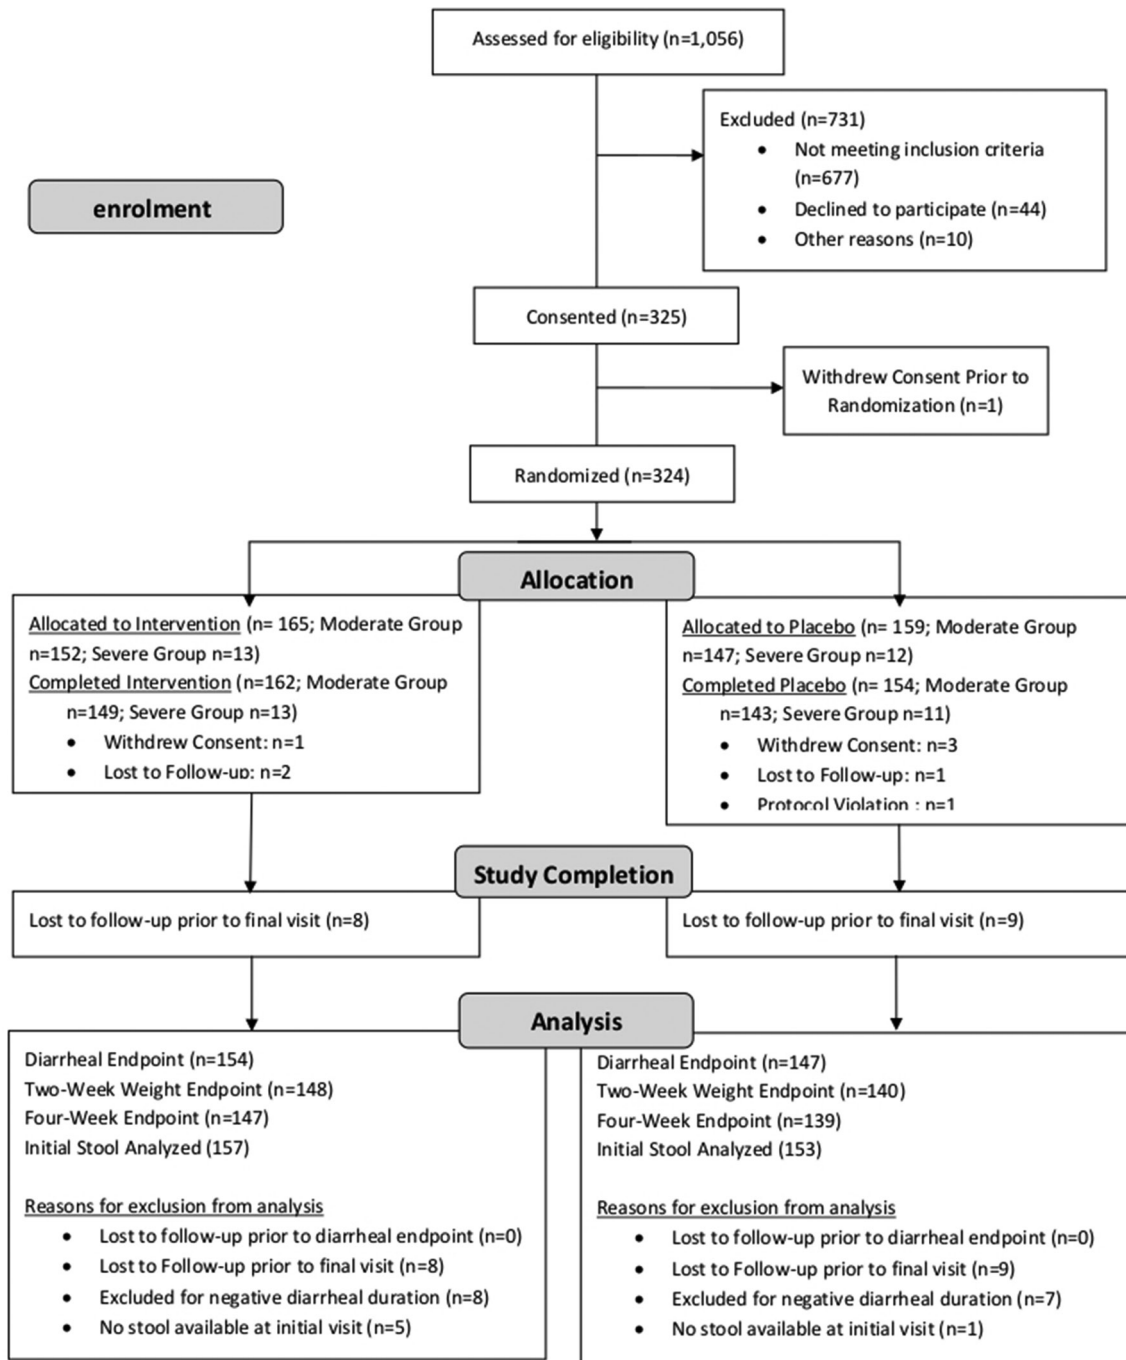 Assessed for eligibility (n=1,056)
Excluded (n=731)
• Not meeting inclusion criteria
(n=677)
• Declined to participate (n=44)
• Other reasons (n=10)
enrolment
Consented (n=325)
Withdrew Consent Prior to
Randomization (n=1)
Randomized (n=324)
Allocation
Allocated to Intervention (n= 165; Moderate Group
n=152; Severe Group n=13)
Completed Intervention (n=162; Moderate Group
n=149; Severe Group n=13)
• Withdrew Consent: n=1
• Lost to Follow-up: n=2
Allocated to Placebo (n= 159; Moderate Group
n=147; Severe Group n=12)
Completed Placebo (n= 154; Moderate Group
n=143; Severe Group n=11)
• Withdrew Consent: n=3
• Lost to Follow-up: n=1
• Protocol Violation : n=1
Study Completion
Lost to follow-up prior to final visit (n=8)
Lost to follow-up prior to final visit (n=9)
Analysis
Diarrheal Endpoint (n=154)
Two-Week Weight Endpoint (n=148)
Four-Week Endpoint (n=147)
Initial Stool Analyzed (157)
Reasons for exclusion from analysis
• Lost to follow-up prior to diarrheal endpoint (n=0)
• Lost to Follow-up prior to final visit (n=8)
• Excluded for negative diarrheal duration (n=8)
• No stool available at initial visit (n=5)
Diarrheal Endpoint (n=147)
Two-Week Weight Endpoint (n=140)
Four-Week Endpoint (n=139)
Initial Stool Analyzed (153)
Reasons for exclusion from analysis
• Lost to follow-up prior to diarrheal endpoint (n=0)
• Lost to Follow-up prior to final visit (n=9)
• Excluded for negative diarrheal duration (n=7)
• No stool available at initial visit (n=1)